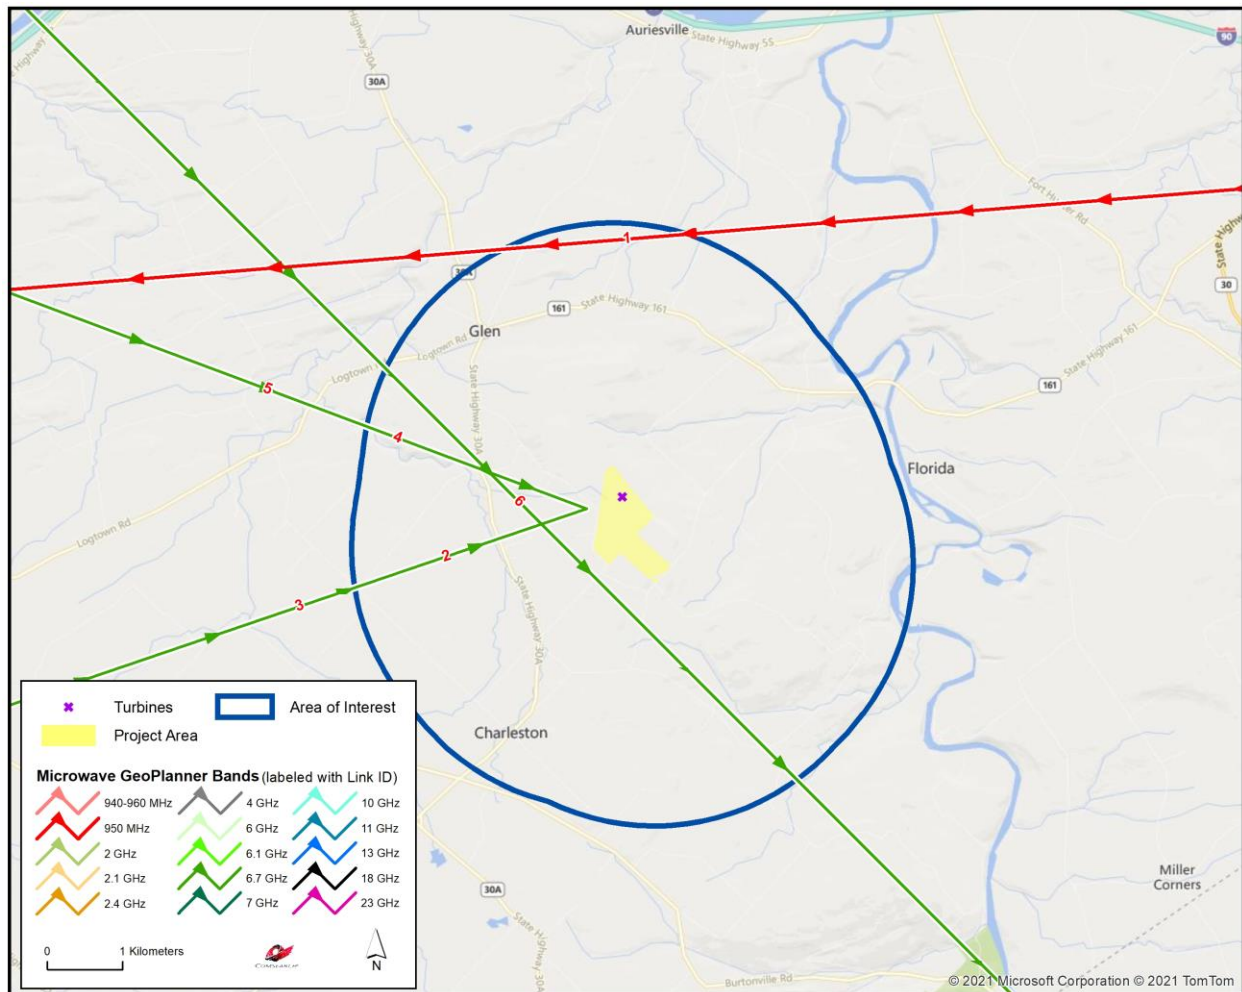 Auriesville
State Highway 5S
90
State Highway
Highway 30A
30A
Fort Hunter Rd
State Highway
30
1
30A
161
State Highway 161
Glen
Logtown Rd
Logtown Rd
State Highway 161
161
5
State Highway 30A
4
Florida
6
Logtown Rd
2
3
State Highway 30A
Turbines
Area of Interest
Project Area
Charleston
Microwave GeoPlanner Bands (labeled with Link ID)
940-960 MHz
4 GHz
10 GHz
950 MHz
6 GHz
11 GHz
2 GHz
6.1 GHz
13 GHz
2.1 GHz
6.7 GHz
18 GHz
2.4 GHz
7 GHz
23 GHz
Miller
Corners
30A
State Highway 30A
0
1 Kilometers
COMSEARCH
N
Burtonville Rd
© 2021 Microsoft Corporation © 2021 TomTom